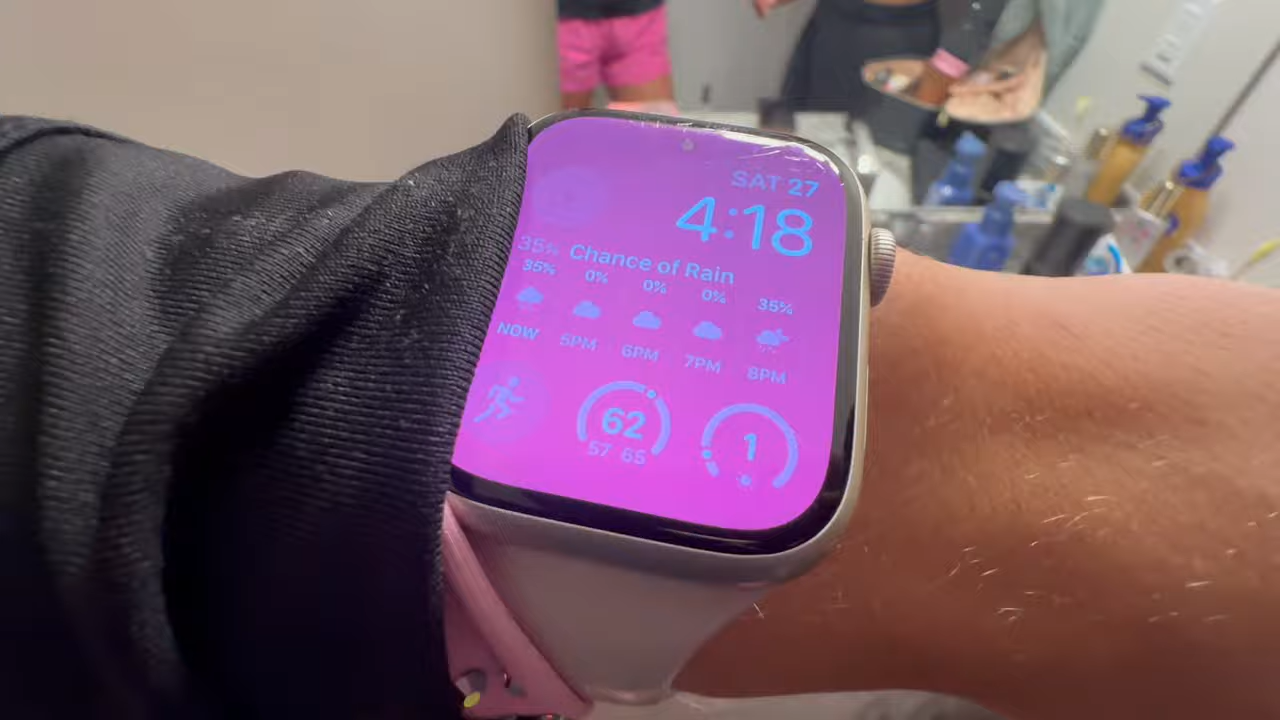 SAT 27
4:18
35% Chance of Rain
35% 0% 0% 0% 35%
NOW 5PM 6PM 7PM 8PM
62
57 65
1